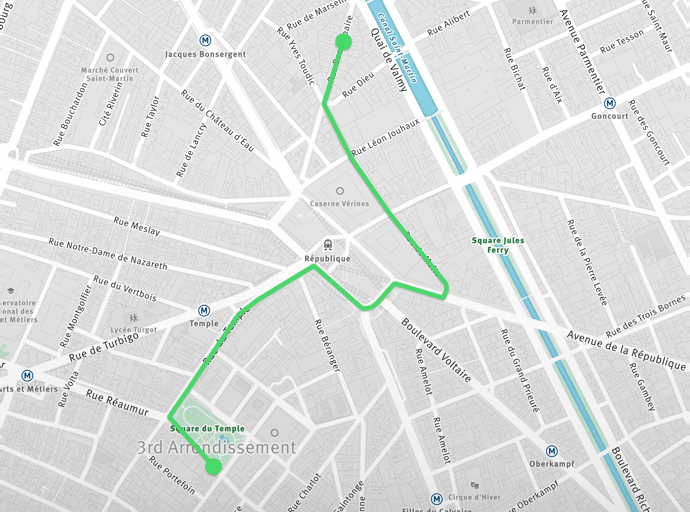 Rue de Marseille
Rue Alibert
Parmentier
Rue Saint-Maur
Avenue Parmentier
Rue Tesson
Canal Saint-Martin
Quai de Valmy
Jacques Bonsergent
Rue Yves Toudic
Rue Bichat
Marché Couvert
Saint-Martin
Rue Dieu
Rue d'Aix
Rue Bouchardon
Cité Riverin
Rue Taylor
Rue du Château d'Eau
Goncourt
Rue des Goncourt
Rue de Lancry
Rue Léon Jouhaux
Caserne Vérines
Rue Meslay
Square Jules
Ferry
République
Rue Notre-Dame de Nazareth
Rue de la Pierre Levée
Rue du Vertbois
Rue Montgolfier
Lycée Turgot
Temple
Rue des Trois Bornes
Rue de Turbigo
Rue du Temple
Rue Béranger
Boulevard Voltaire
Avenue de la République
Rue du Grand Prieuré
Rue Amelot
Rue Gambey
Arts et Métiers
Rue Volta
Rue Réaumur
Square du Temple
3rd Arrondissement
Rue Amelot
Oberkampf
Rue Portefoin
Rue Charlot
Saintonge
Cirque d'Hiver
Rue Oberkampf
Filles du Calvaire
Boulevard Rich